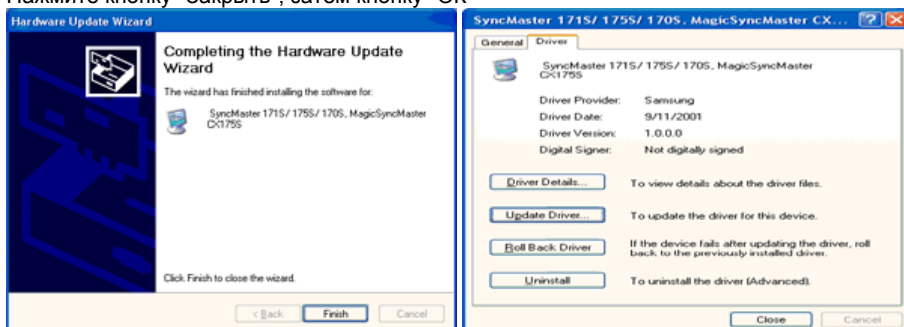 Нажмите кнопку "Закрыть", затем кнопку "ОК"
Hardware Update Wizard
Completing the Hardware Update
Wizard
The wizard has finished installing the software for:
SyncMaster 171S/ 175S/ 170S, MagicSyncMaster
CX175S
Click Finish to close the wizard.
< Back
Finish
Cancel
SyncMaster 171S/ 175S/ 170S, MagicSyncMaster CX...
General
Driver
SyncMaster 171S/ 175S/ 170S, MagicSyncMaster
CX175S
Driver Provider: Samsung
Driver Date: 9/11/2001
Driver Version: 1.0.0.0
Digital Signer: Not digitally signed
Driver Details... To view details about the driver files.
Update Driver... To update the driver for this device.
Roll Back Driver If the device fails after updating the driver, roll
back to the previously installed driver.
Uninstall To uninstall the driver (Advanced).
Close
Cancel